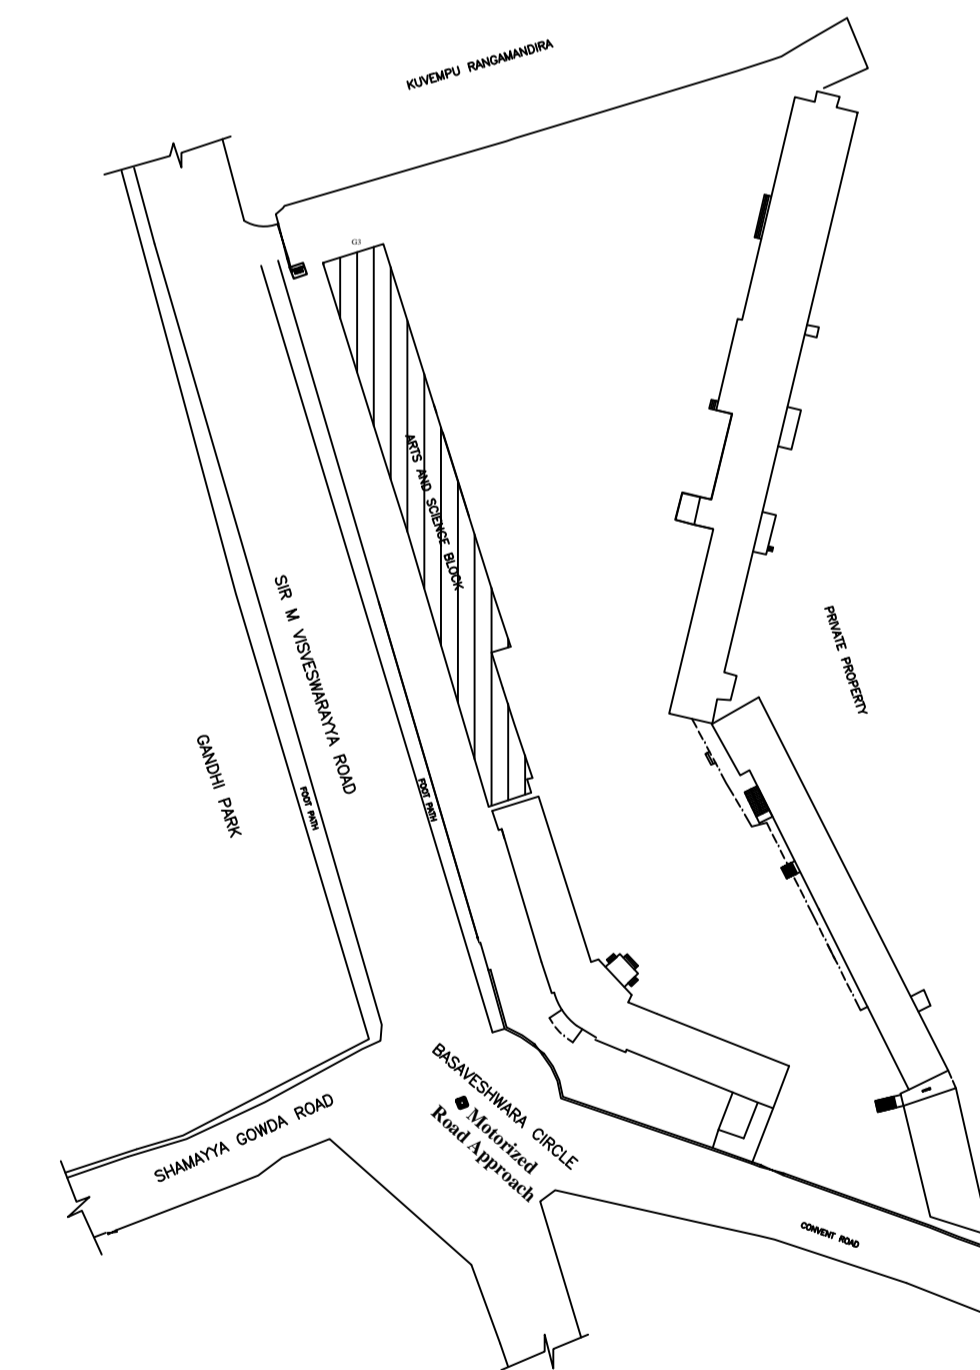 KUVEMPU RANGAMANDIRA
G3
ARTS AND SCIENCE BLOCK
SIR M VISVESWARAYYA ROAD
PRIVATE PROPERTY
GANDHI PARK
FOOT PATH
FOOT PATH
BASAVESHWARA CIRCLE
Motorized
Road Approach
SHAMAYYA GOWDA ROAD
CONVENT ROAD